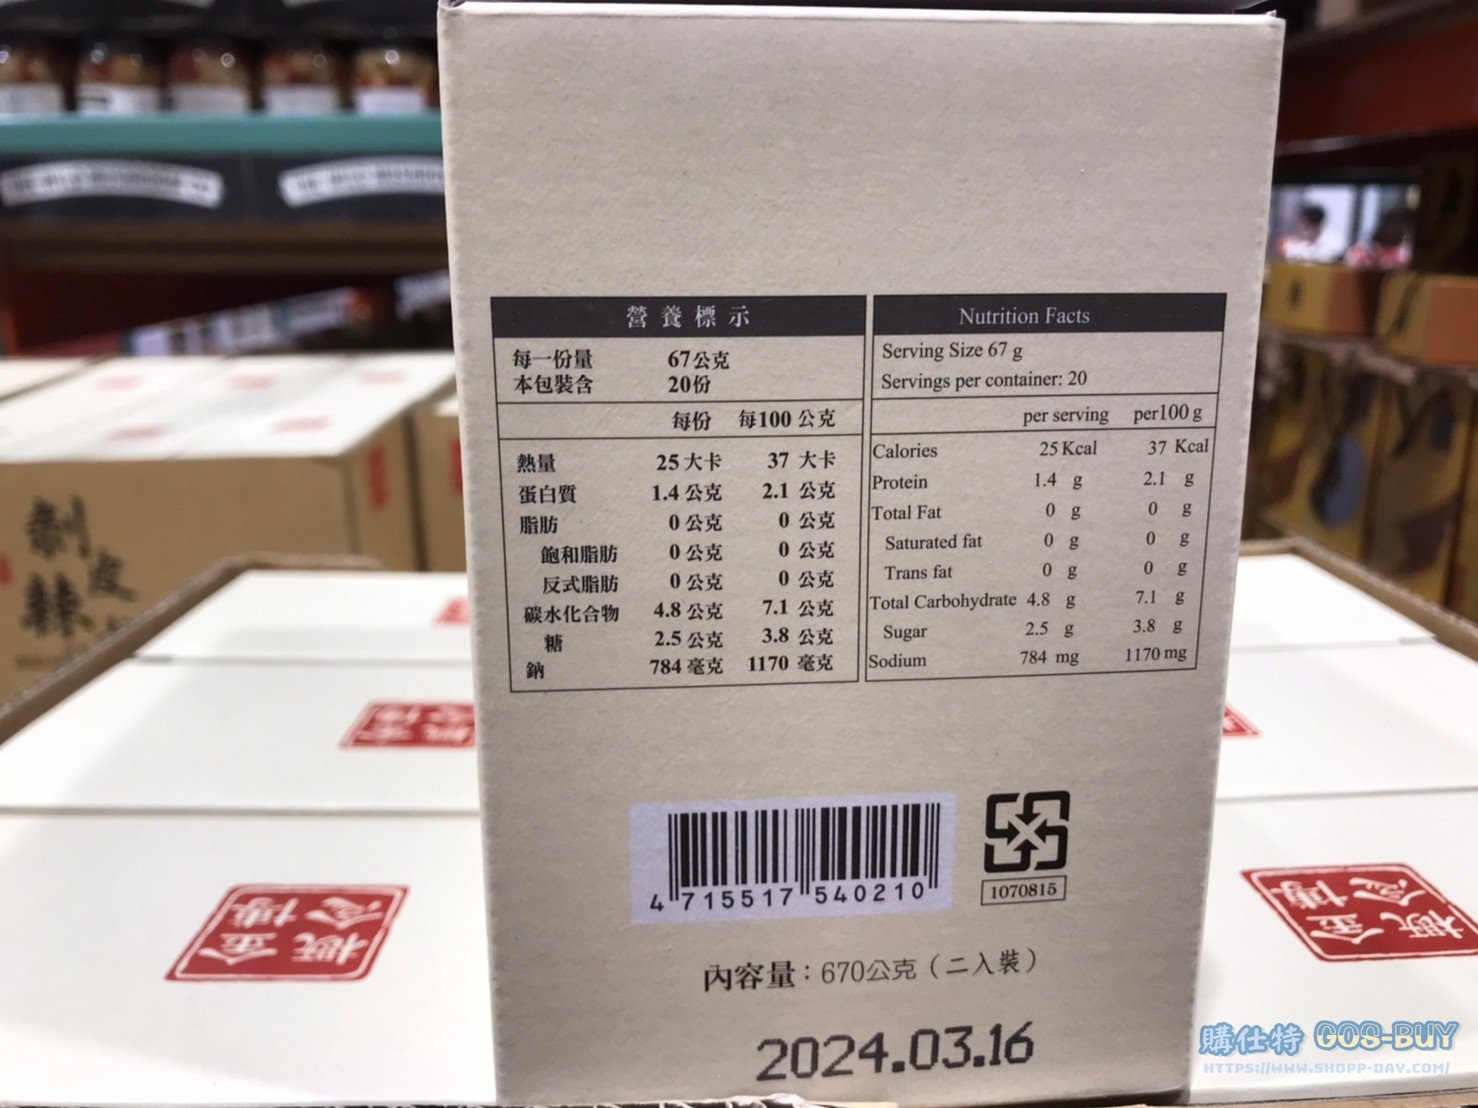 營養標示
每一份量 67公克
本包裝含 20份
每份 每100公克
熱量 25大卡 37大卡
蛋白質 1.4公克 2.1公克
脂肪 0公克 0公克
飽和脂肪 0公克 0公克
反式脂肪 0公克 0公克
碳水化合物 4.8公克 7.1公克
糖 2.5公克 3.8公克
鈉 784毫克 1170毫克
Nutrition Facts
Serving Size 67 g
Servings per container: 20
per serving per100 g
Calories 25 Kcal 37 Kcal
Protein 1.4 g 2.1 g
Total Fat 0 g 0 g
Saturated fat 0 g 0 g
Trans fat 0 g 0 g
Total Carbohydrate 4.8 g 7.1 g
Sugar 2.5 g 3.8 g
Sodium 784 mg 1170 mg
4 715517 540210
1070815
內容量：670公克（二入裝）
2024.03.16
剝皮
辣
購仕特 GOS-BUY
HTTPS://WWW.SHOPP-DAY.COM/